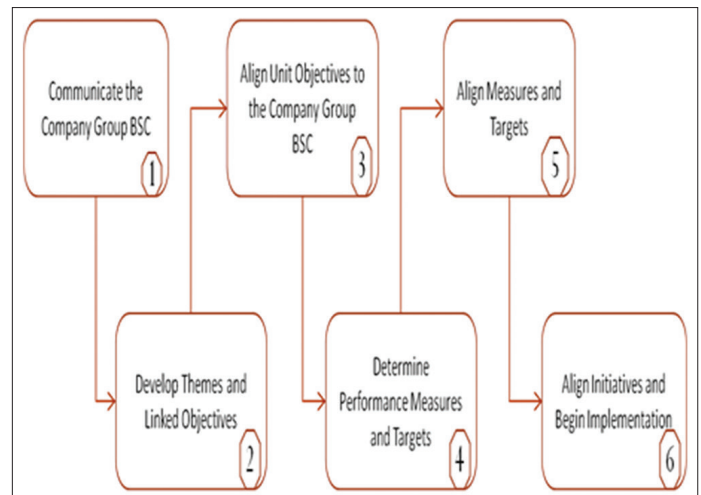 Communicate the
Company Group BSC
1
Develop Themes and
Linked Objectives
2
Align Unit Objectives to
the Company Group
BSC
3
Determine
Performance Measures
and Targets
4
Align Measures and
Targets
5
Align Initiatives and
Begin Implementation
6